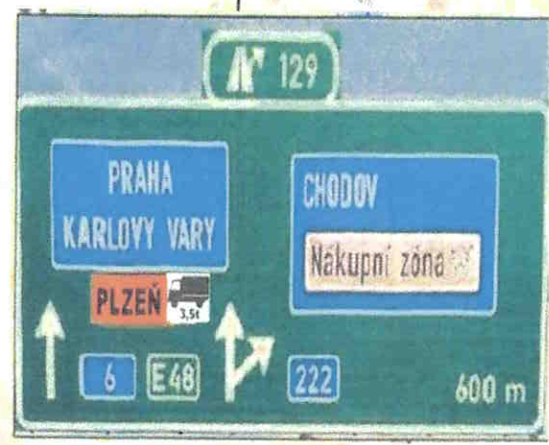 129
PRAHA
KARLOVY VARY
PLZEŇ
3,5t
6
E48
CHODOV
Nákupní zóna
222
600 m